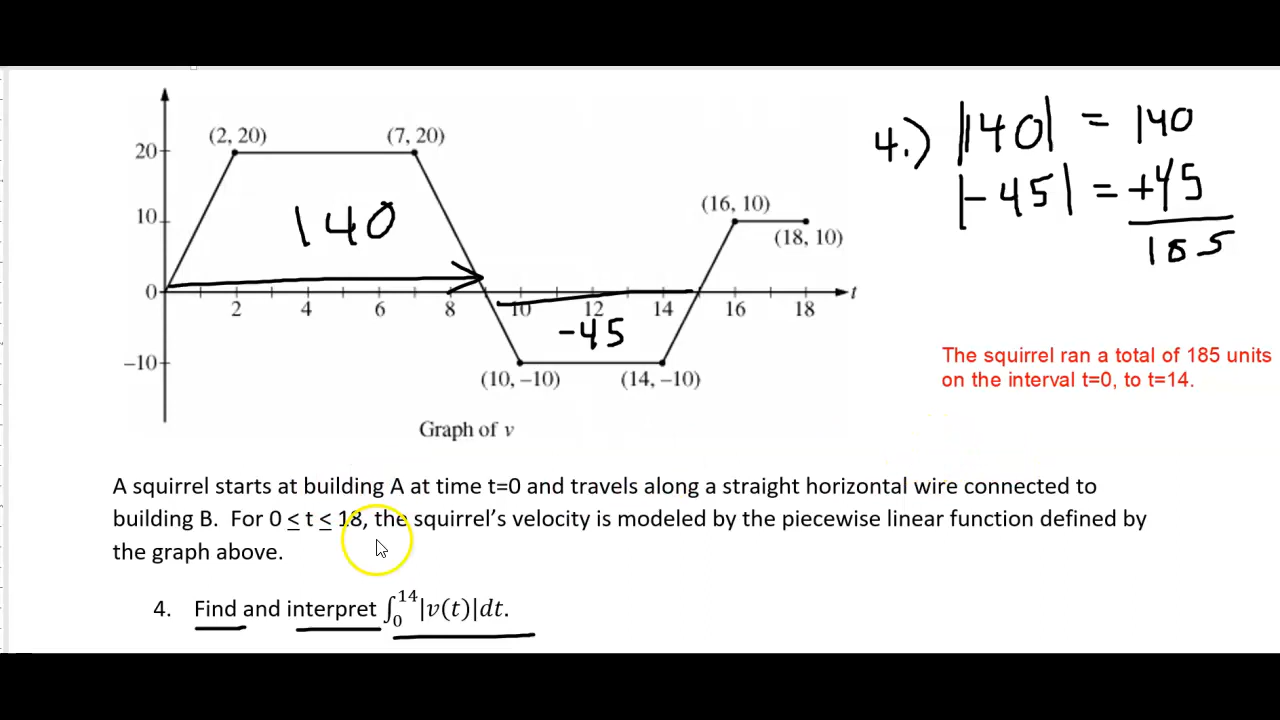 (2, 20)
(7, 20)
20
10
0
-10
140
2
4
6
8
10
12
14
16
18
t
-45
(10, –10)
(14, –10)
(16, 10)
(18, 10)
Graph of v
4.) |140| = 140
|-45| = +45
185
The squirrel ran a total of 185 units
on the interval t=0, to t=14.
A squirrel starts at building A at time t=0 and travels along a straight horizontal wire connected to
building B. For 0 ≤ t ≤ 18, the squirrel's velocity is modeled by the piecewise linear function defined by
the graph above.
4. Find and interpret ∫₀¹⁴|v(t)|dt.